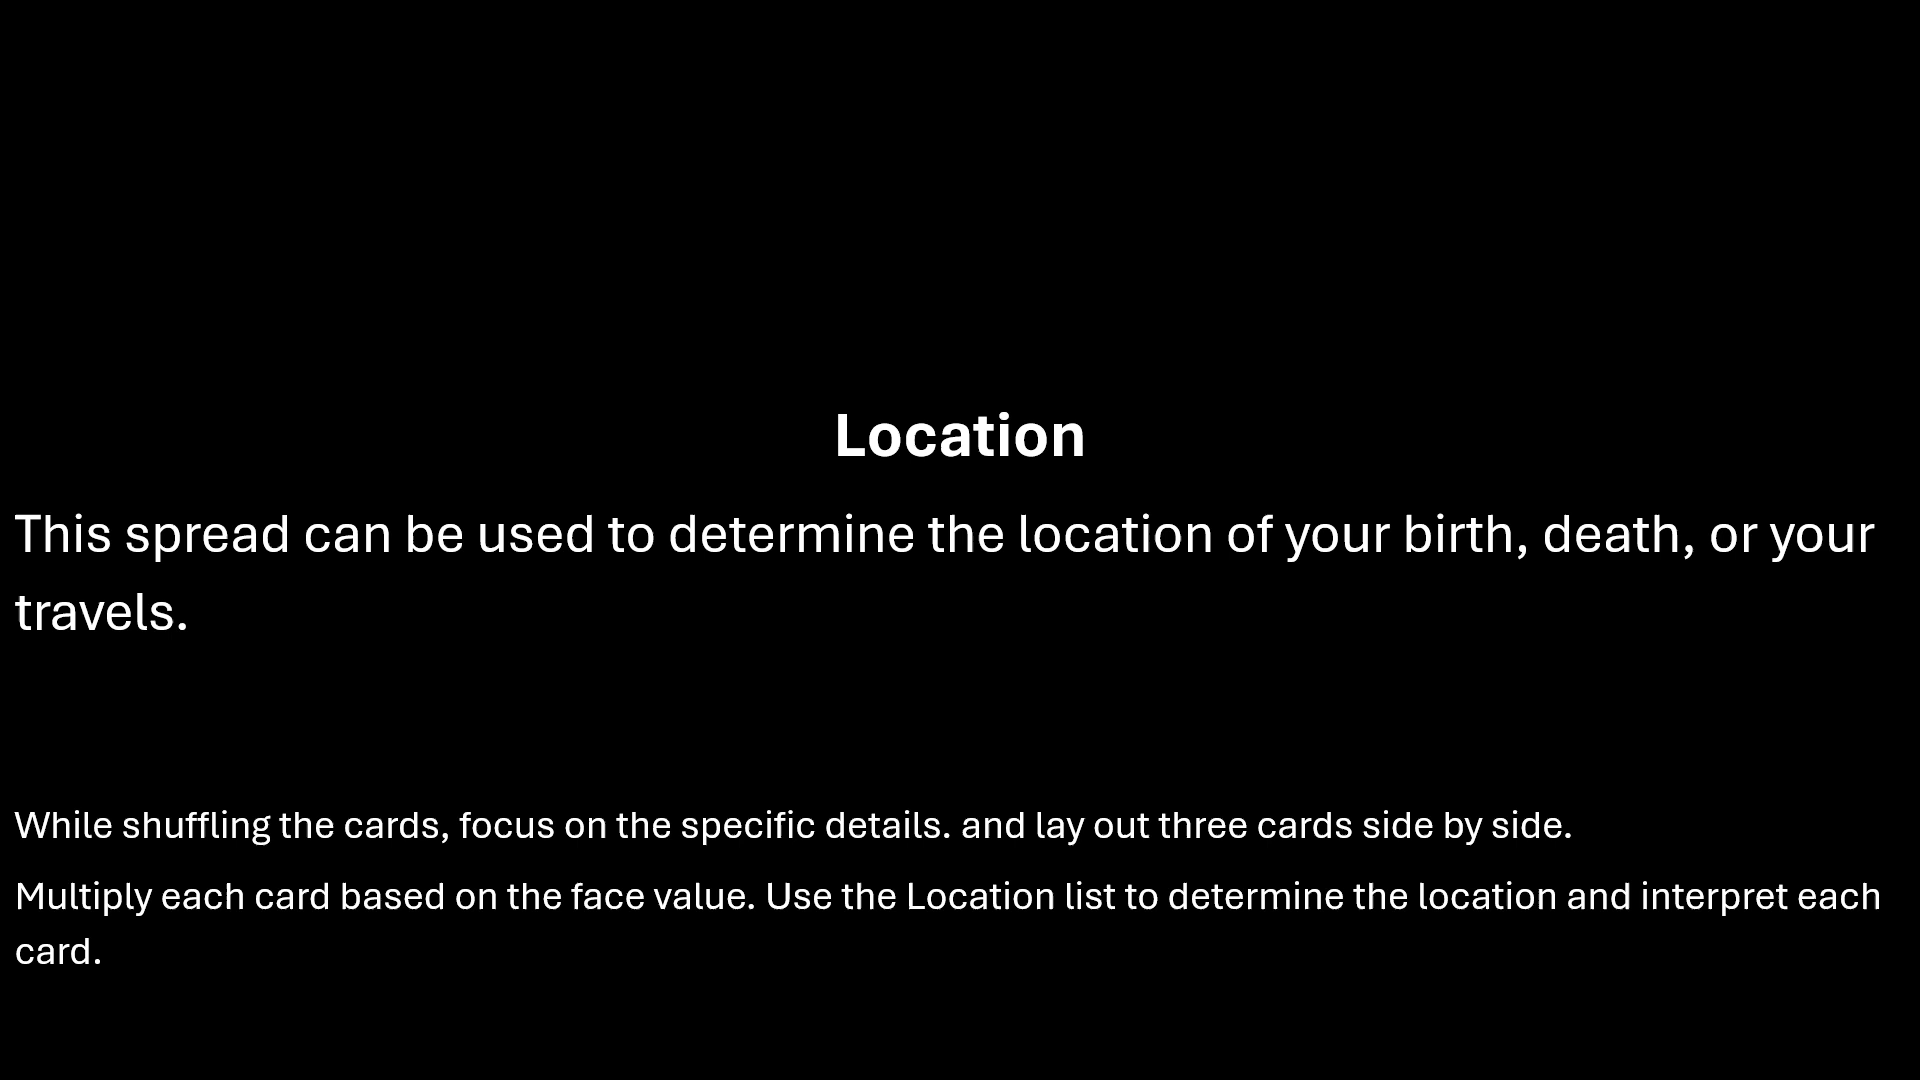 Location
This spread can be used to determine the location of your birth, death, or your
travels.
While shuffling the cards, focus on the specific details. and lay out three cards side by side.
Multiply each card based on the face value. Use the Location list to determine the location and interpret each
card.